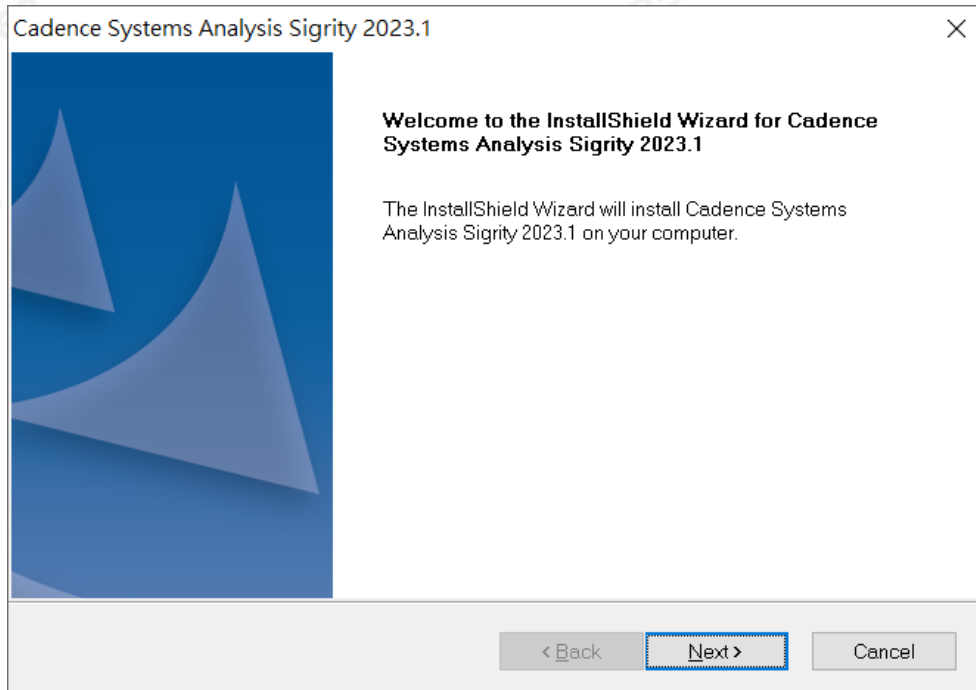 Cadence Systems Analysis Sigrity 2023.1
Welcome to the InstallShield Wizard for Cadence
Systems Analysis Sigrity 2023.1
The InstallShield Wizard will install Cadence Systems
Analysis Sigrity 2023.1 on your computer.
< Back
Next >
Cancel